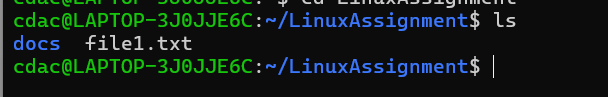 cdac@LAPTOP-3J0JJE6C:~/LinuxAssignment$ ls
docs  file1.txt
cdac@LAPTOP-3J0JJE6C:~/LinuxAssignment$